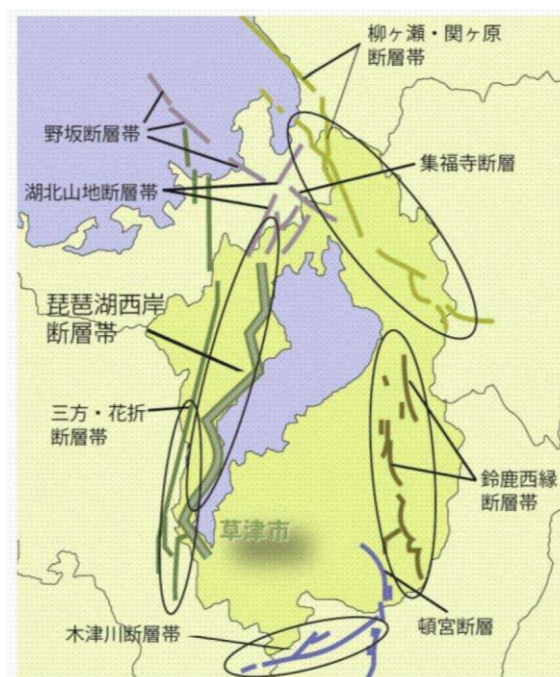 柳ヶ瀬・関ヶ原
断層帯
野坂断層帯
集福寺断層
湖北山地断層帯
琵琶湖西岸
断層帯
三方・花折
断層帯
鈴鹿西縁
断層帯
草津市
頓宮断層
木津川断層帯